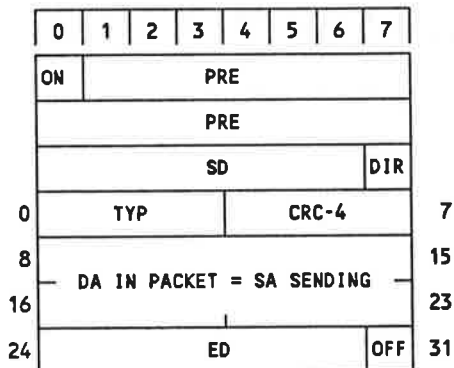 0 1 2 3 4 5 6 7
ON PRE
PRE
SD DIR
0 TYP CRC-4 7
8 15
DA IN PACKET = SA SENDING
16 23
24 ED OFF 31